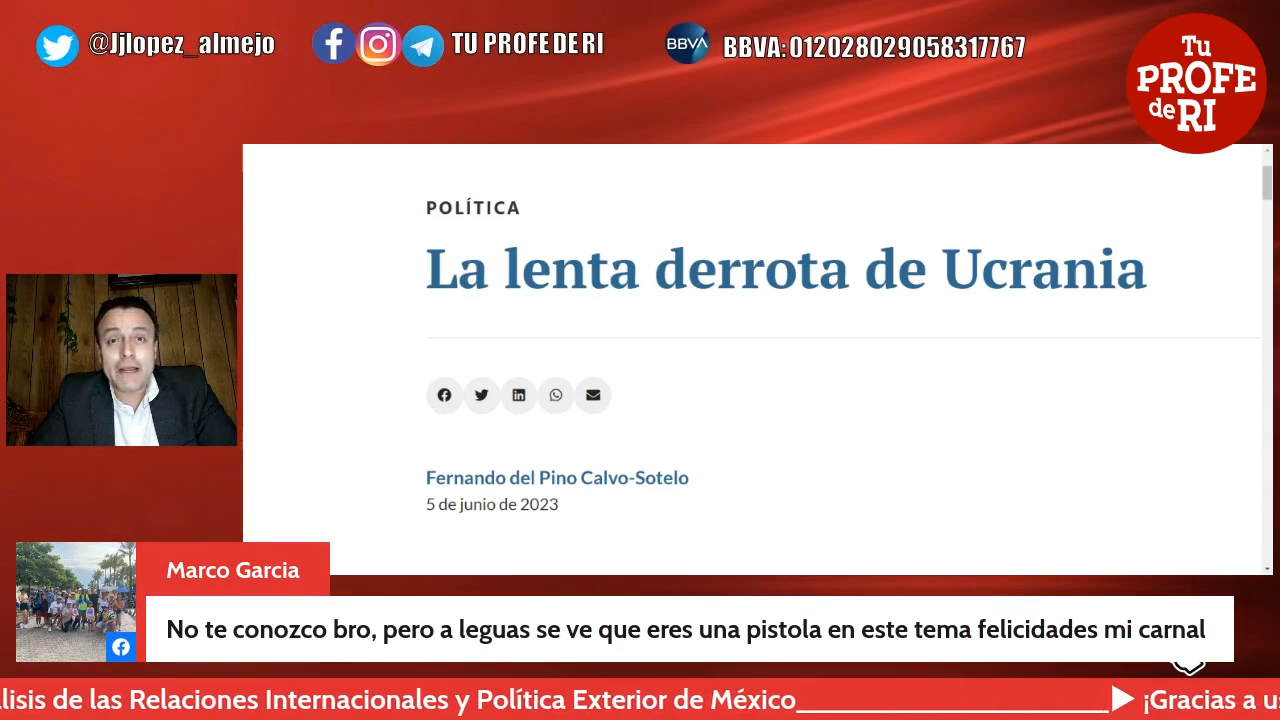 @Jjlopez_almejo
TU PROFE DE RI
BBVA
BBVA: 012028029058317767
Tu
PROFE
de RI
POLÍTICA
La lenta derrota de Ucrania
Fernando del Pino Calvo-Sotelo
5 de junio de 2023
Marco Garcia
No te conozco bro, pero a leguas se ve que eres una pistola en este tema felicidades mi carnal
lisis de las Relaciones Internacionales y Política Exterior de México____________________ ¡Gracias a u